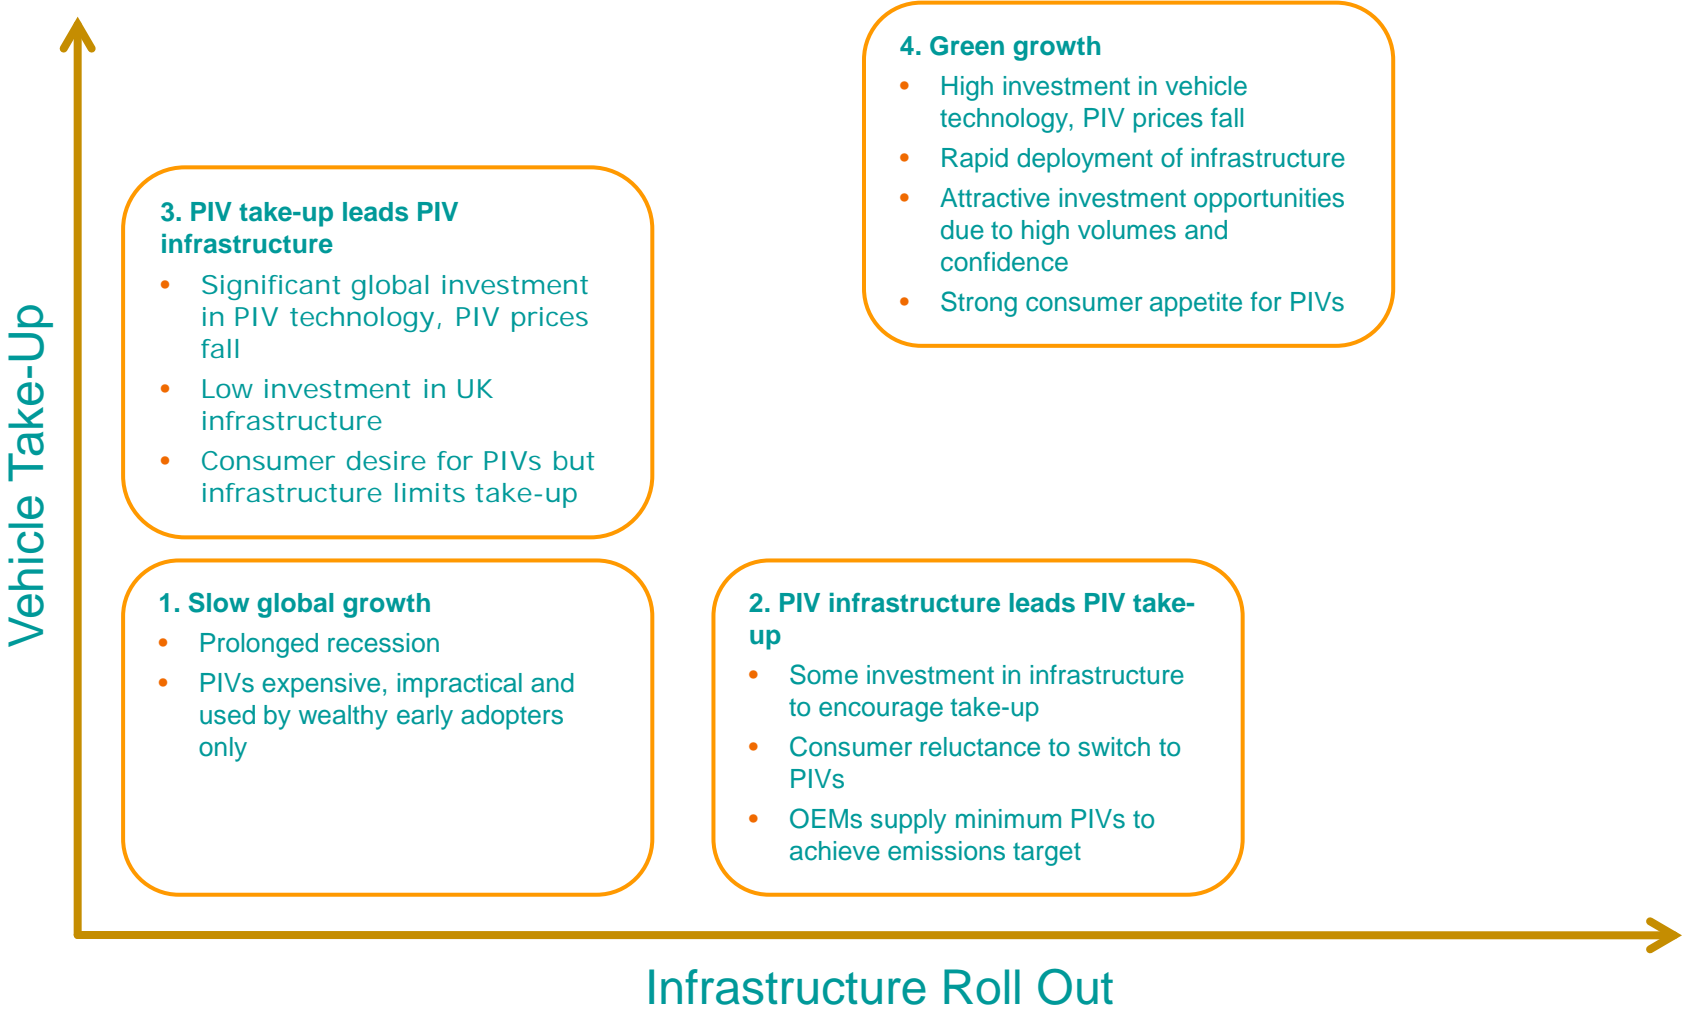 Vehicle Take-Up
4. Green growth
• High investment in vehicle
technology, PIV prices fall
• Rapid deployment of infrastructure
• Attractive investment opportunities
due to high volumes and
confidence
• Strong consumer appetite for PIVs
3. PIV take-up leads PIV
infrastructure
• Significant global investment
in PIV technology, PIV prices
fall
• Low investment in UK
infrastructure
• Consumer desire for PIVs but
infrastructure limits take-up
1. Slow global growth
• Prolonged recession
• PIVs expensive, impractical and
used by wealthy early adopters
only
2. PIV infrastructure leads PIV take-
up
• Some investment in infrastructure
to encourage take-up
• Consumer reluctance to switch to
PIVs
• OEMs supply minimum PIVs to
achieve emissions target
Infrastructure Roll Out